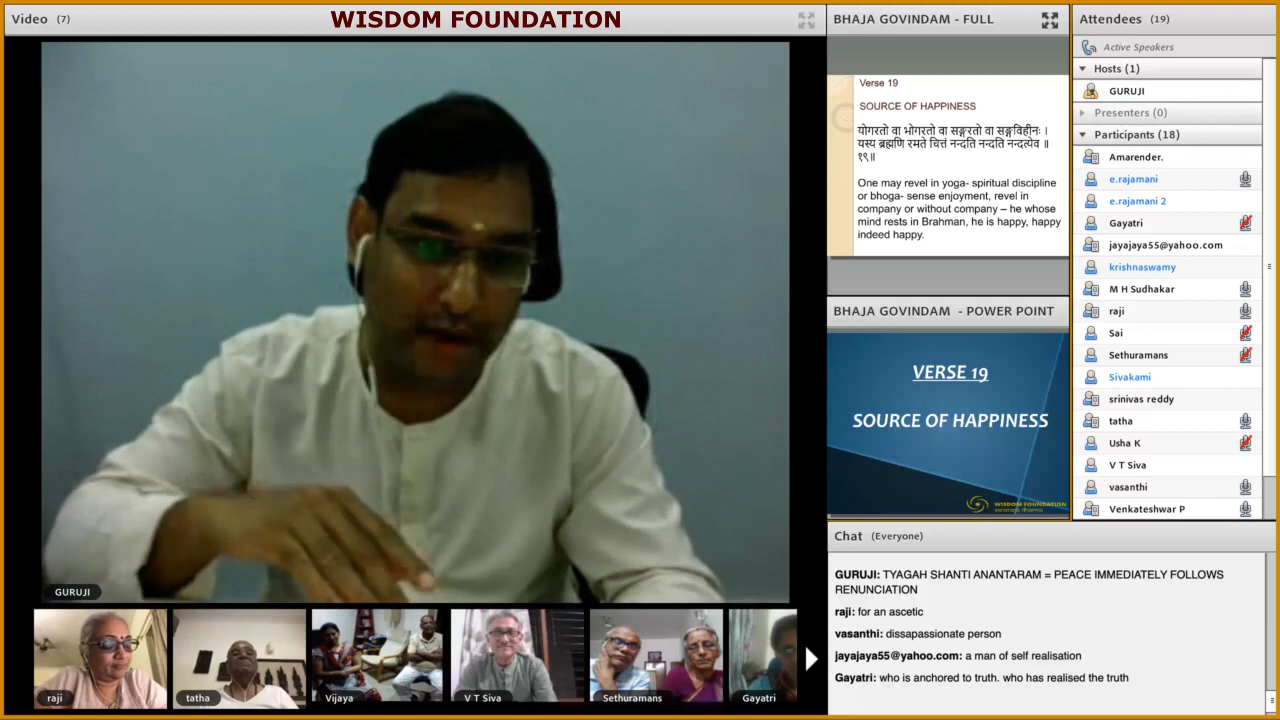 Video (7)
WISDOM FOUNDATION
GURUJI
raji
tatha
Vijaya
V T Siva
Sethuramans
Gayatri
BHAJA GOVINDAM - FULL
Verse 19
SOURCE OF HAPPINESS
योगरतो वा भोगरतो वा सङ्गरतो वा सङ्गविहीनः ।
यस्य ब्रह्मणि रमते चित्तं नन्दति नन्दति नन्दत्येव ॥
१९॥
One may revel in yoga- spiritual discipline
or bhoga- sense enjoyment, revel in
company or without company – he whose
mind rests in Brahman, he is happy, happy
indeed happy.
BHAJA GOVINDAM - POWER POINT
VERSE 19
SOURCE OF HAPPINESS
WISDOM FOUNDATION
Attendees (19)
Active Speakers
Hosts (1)
GURUJI
Presenters (0)
Participants (18)
Amarender.
e.rajamani
e.rajamani 2
Gayatri
jayajaya55@yahoo.com
krishnaswamy
M H Sudhakar
raji
Sai
Sethuramans
Sivakami
srinivas reddy
tatha
Usha K
V T Siva
vasanthi
Venkateshwar P
Chat (Everyone)
GURUJI: TYAGAH SHANTI ANANTARAM = PEACE IMMEDIATELY FOLLOWS
RENUNCIATION
raji: for an ascetic
vasanthi: dissapassionate person
jayajaya55@yahoo.com: a man of self realisation
Gayatri: who is anchored to truth. who has realised the truth